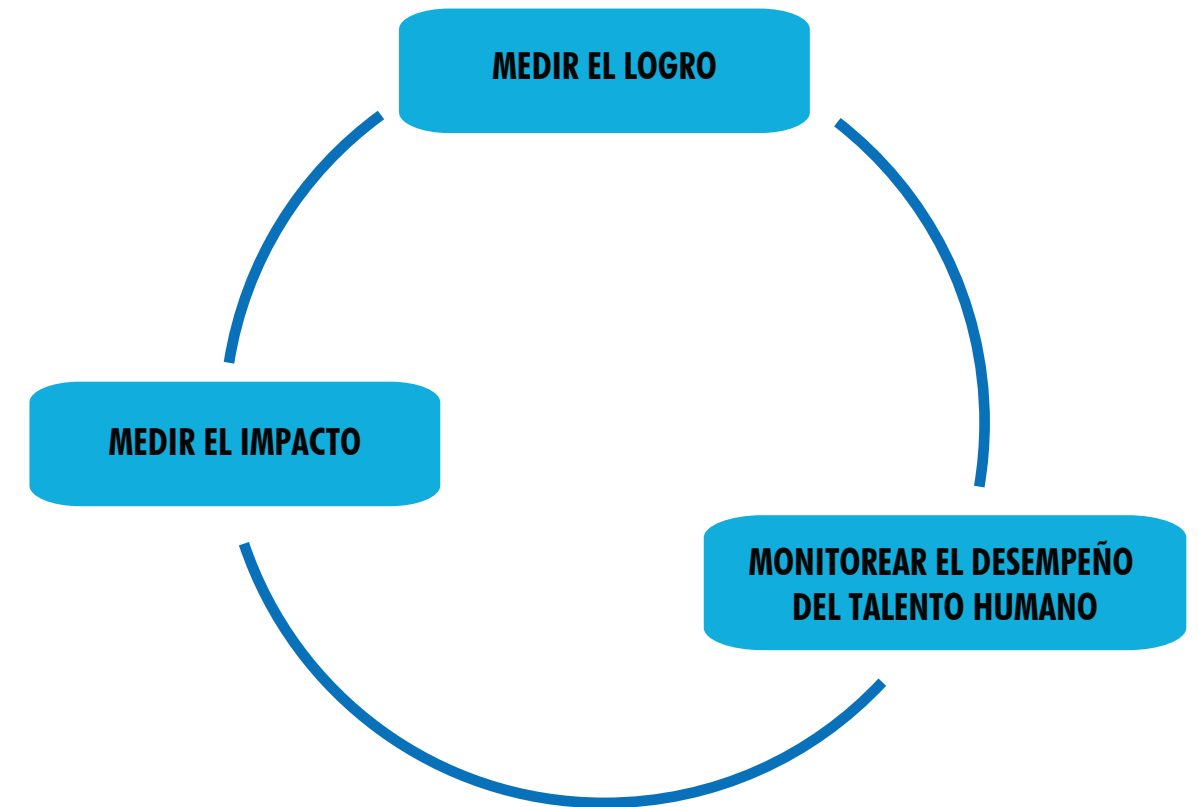 MEDIR EL LOGRO
MEDIR EL IMPACTO
MONITOREAR EL DESEMPEÑO
DEL TALENTO HUMANO